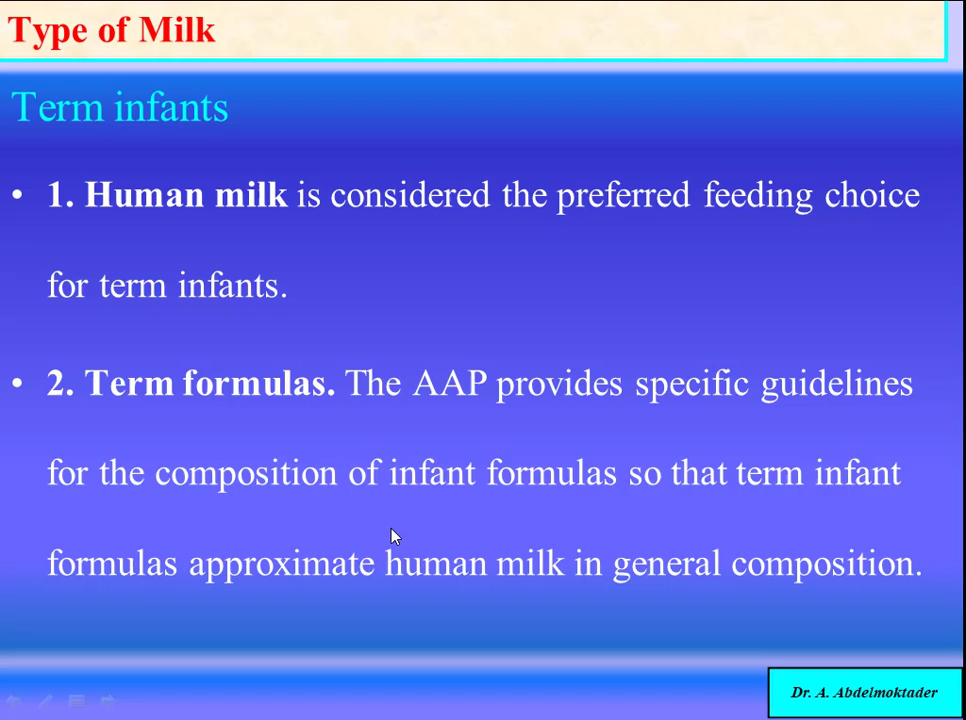 Type of Milk
Term infants
• 1. Human milk is considered the preferred feeding choice
for term infants.
• 2. Term formulas. The AAP provides specific guidelines
for the composition of infant formulas so that term infant
formulas approximate human milk in general composition.
Dr. A. Abdelmoktader